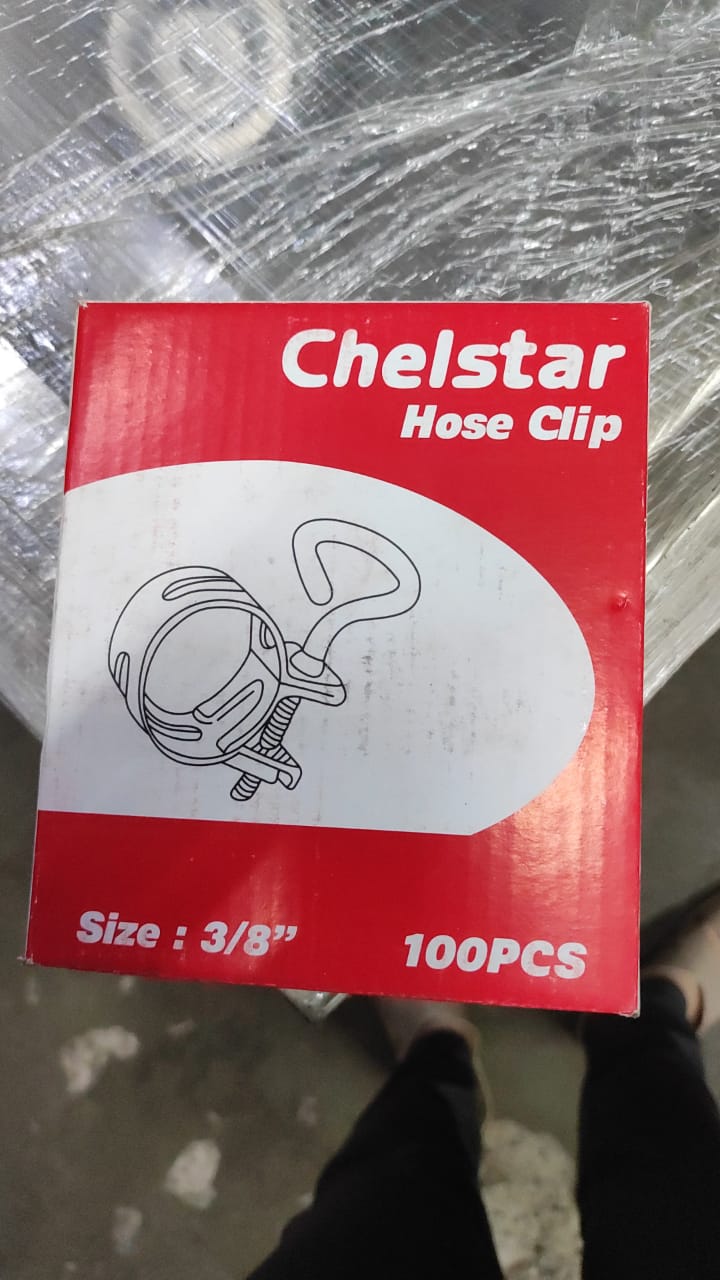 Chelstar
Hose Clip
Size : 3/8”
100PCS